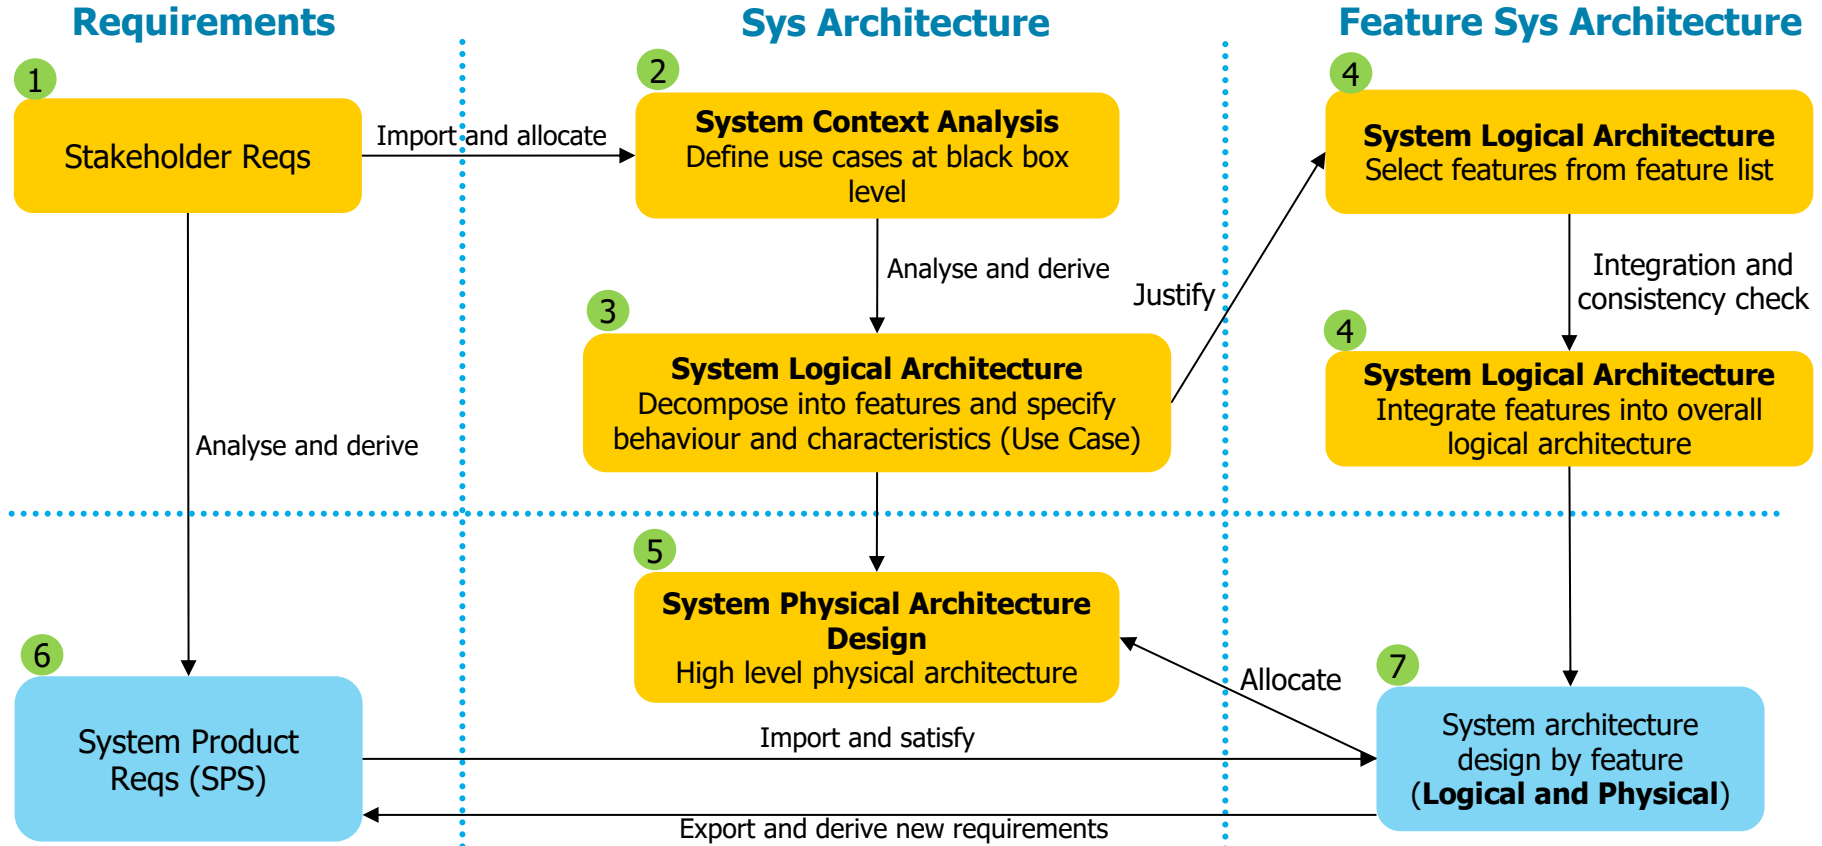 Requirements
Sys Architecture
Feature Sys Architecture
1
Stakeholder Reqs
Import and allocate
2
System Context Analysis
Define use cases at black box
level
4
System Logical Architecture
Select features from feature list
Analyse and derive
Justify
Integration and
consistency check
3
System Logical Architecture
Decompose into features and specify
behaviour and characteristics (Use Case)
4
System Logical Architecture
Integrate features into overall
logical architecture
Analyse and derive
5
System Physical Architecture
Design
High level physical architecture
Allocate
6
System Product
Reqs (SPS)
Import and satisfy
7
System architecture
design by feature
(Logical and Physical)
Export and derive new requirements